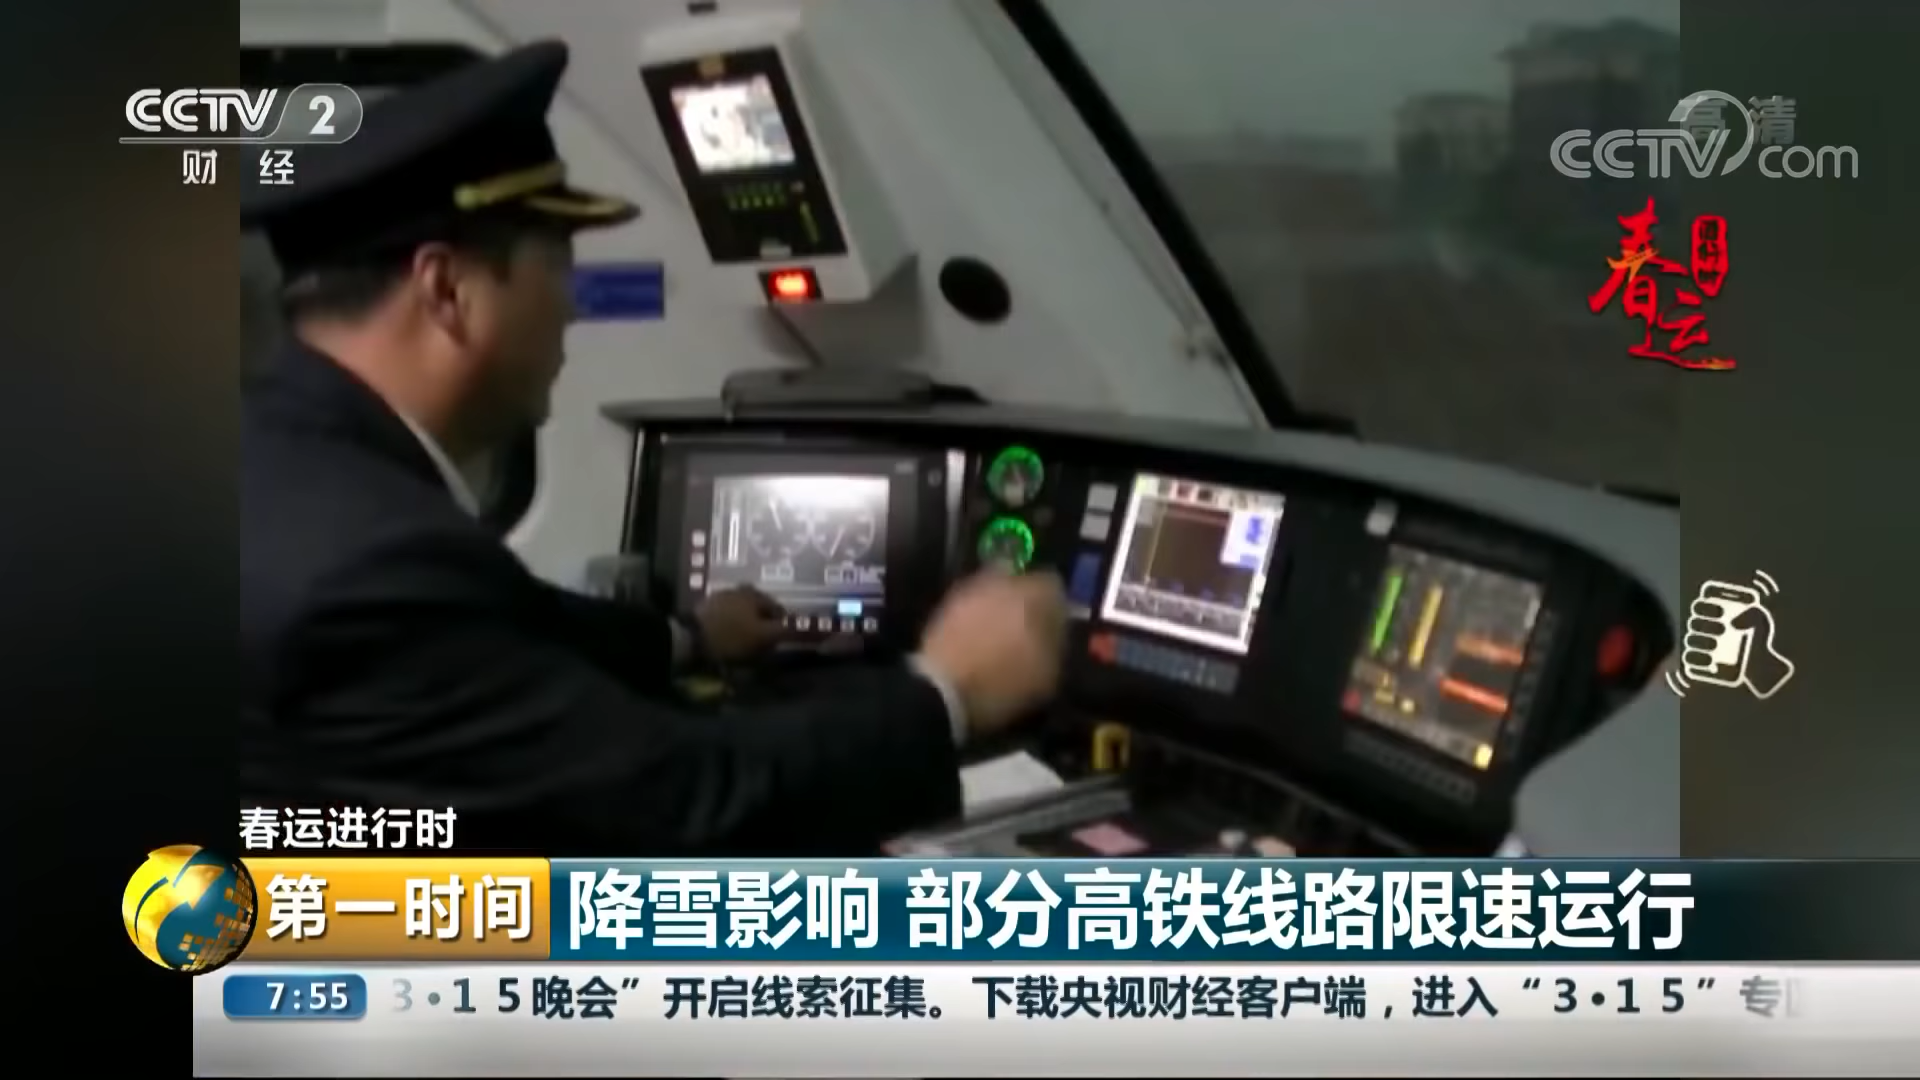 CCTV 2
财 经
高清
CCTV com
春运
春运进行时
第一时间
降雪影响 部分高铁线路限速运行
7:55
3·15晚会”开启线索征集。下载央视财经客户端，进入“3·15”专